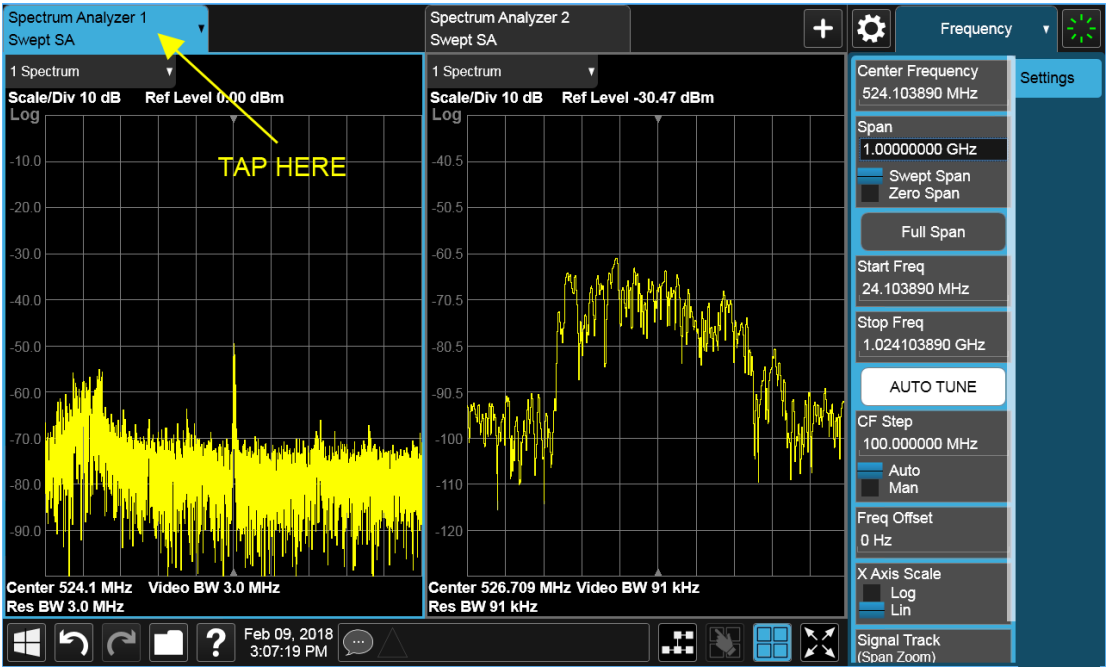 Spectrum Analyzer 1
Swept SA
Spectrum Analyzer 2
Swept SA
+
Frequency
1 Spectrum
Scale/Div 10 dB
Ref Level 0.00 dBm
Log
-10.0
-20.0
-30.0
-40.0
-50.0
-60.0
-70.0
-80.0
-90.0
TAP HERE
Center 524.1 MHz
Video BW 3.0 MHz
Res BW 3.0 MHz
1 Spectrum
Scale/Div 10 dB
Ref Level -30.47 dBm
Log
-40.5
-50.5
-60.5
-70.5
-80.5
-90.5
-100
-110
-120
Center 526.709 MHz
Video BW 91 kHz
Res BW 91 kHz
Center Frequency
524.103890 MHz
Settings
Span
1.00000000 GHz
Swept Span
Zero Span
Full Span
Start Freq
24.103890 MHz
Stop Freq
1.024103890 GHz
AUTO TUNE
CF Step
100.000000 MHz
Auto
Man
Freq Offset
0 Hz
X Axis Scale
Log
Lin
Signal Track
(Span Zoom)
?
Feb 09, 2018
3:07:19 PM